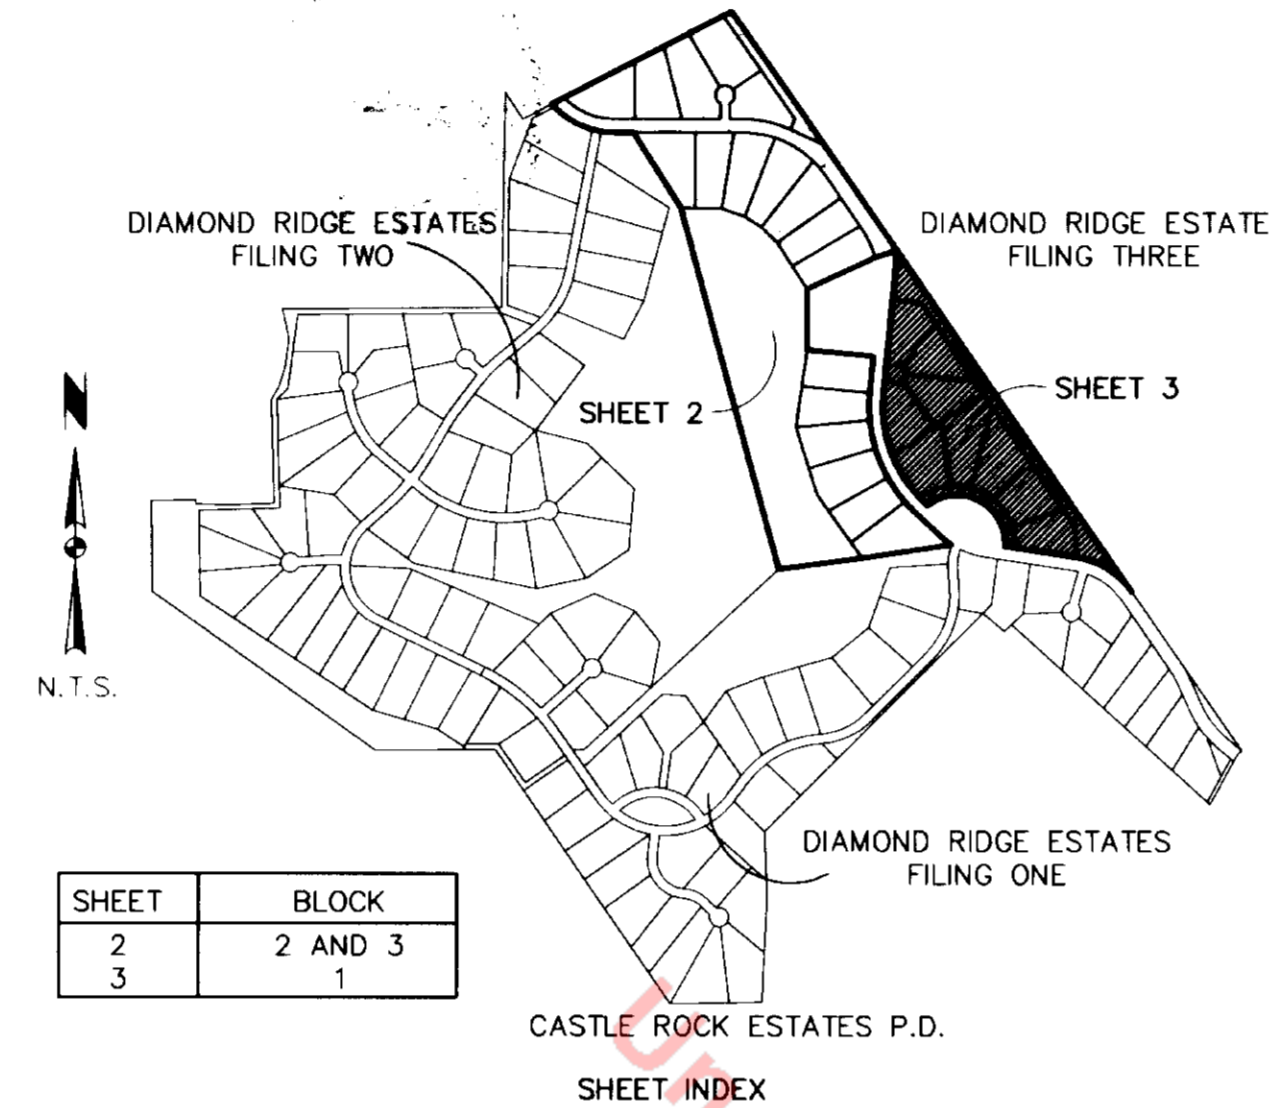 DIAMOND RIDGE ESTATES
FILING TWO
DIAMOND RIDGE ESTATE
FILING THREE
SHEET 2
SHEET 3
N
N.T.S.
DIAMOND RIDGE ESTATES
FILING ONE
SHEET BLOCK
2 2 AND 3
3 1
CASTLE ROCK ESTATES P.D.
SHEET INDEX
Un